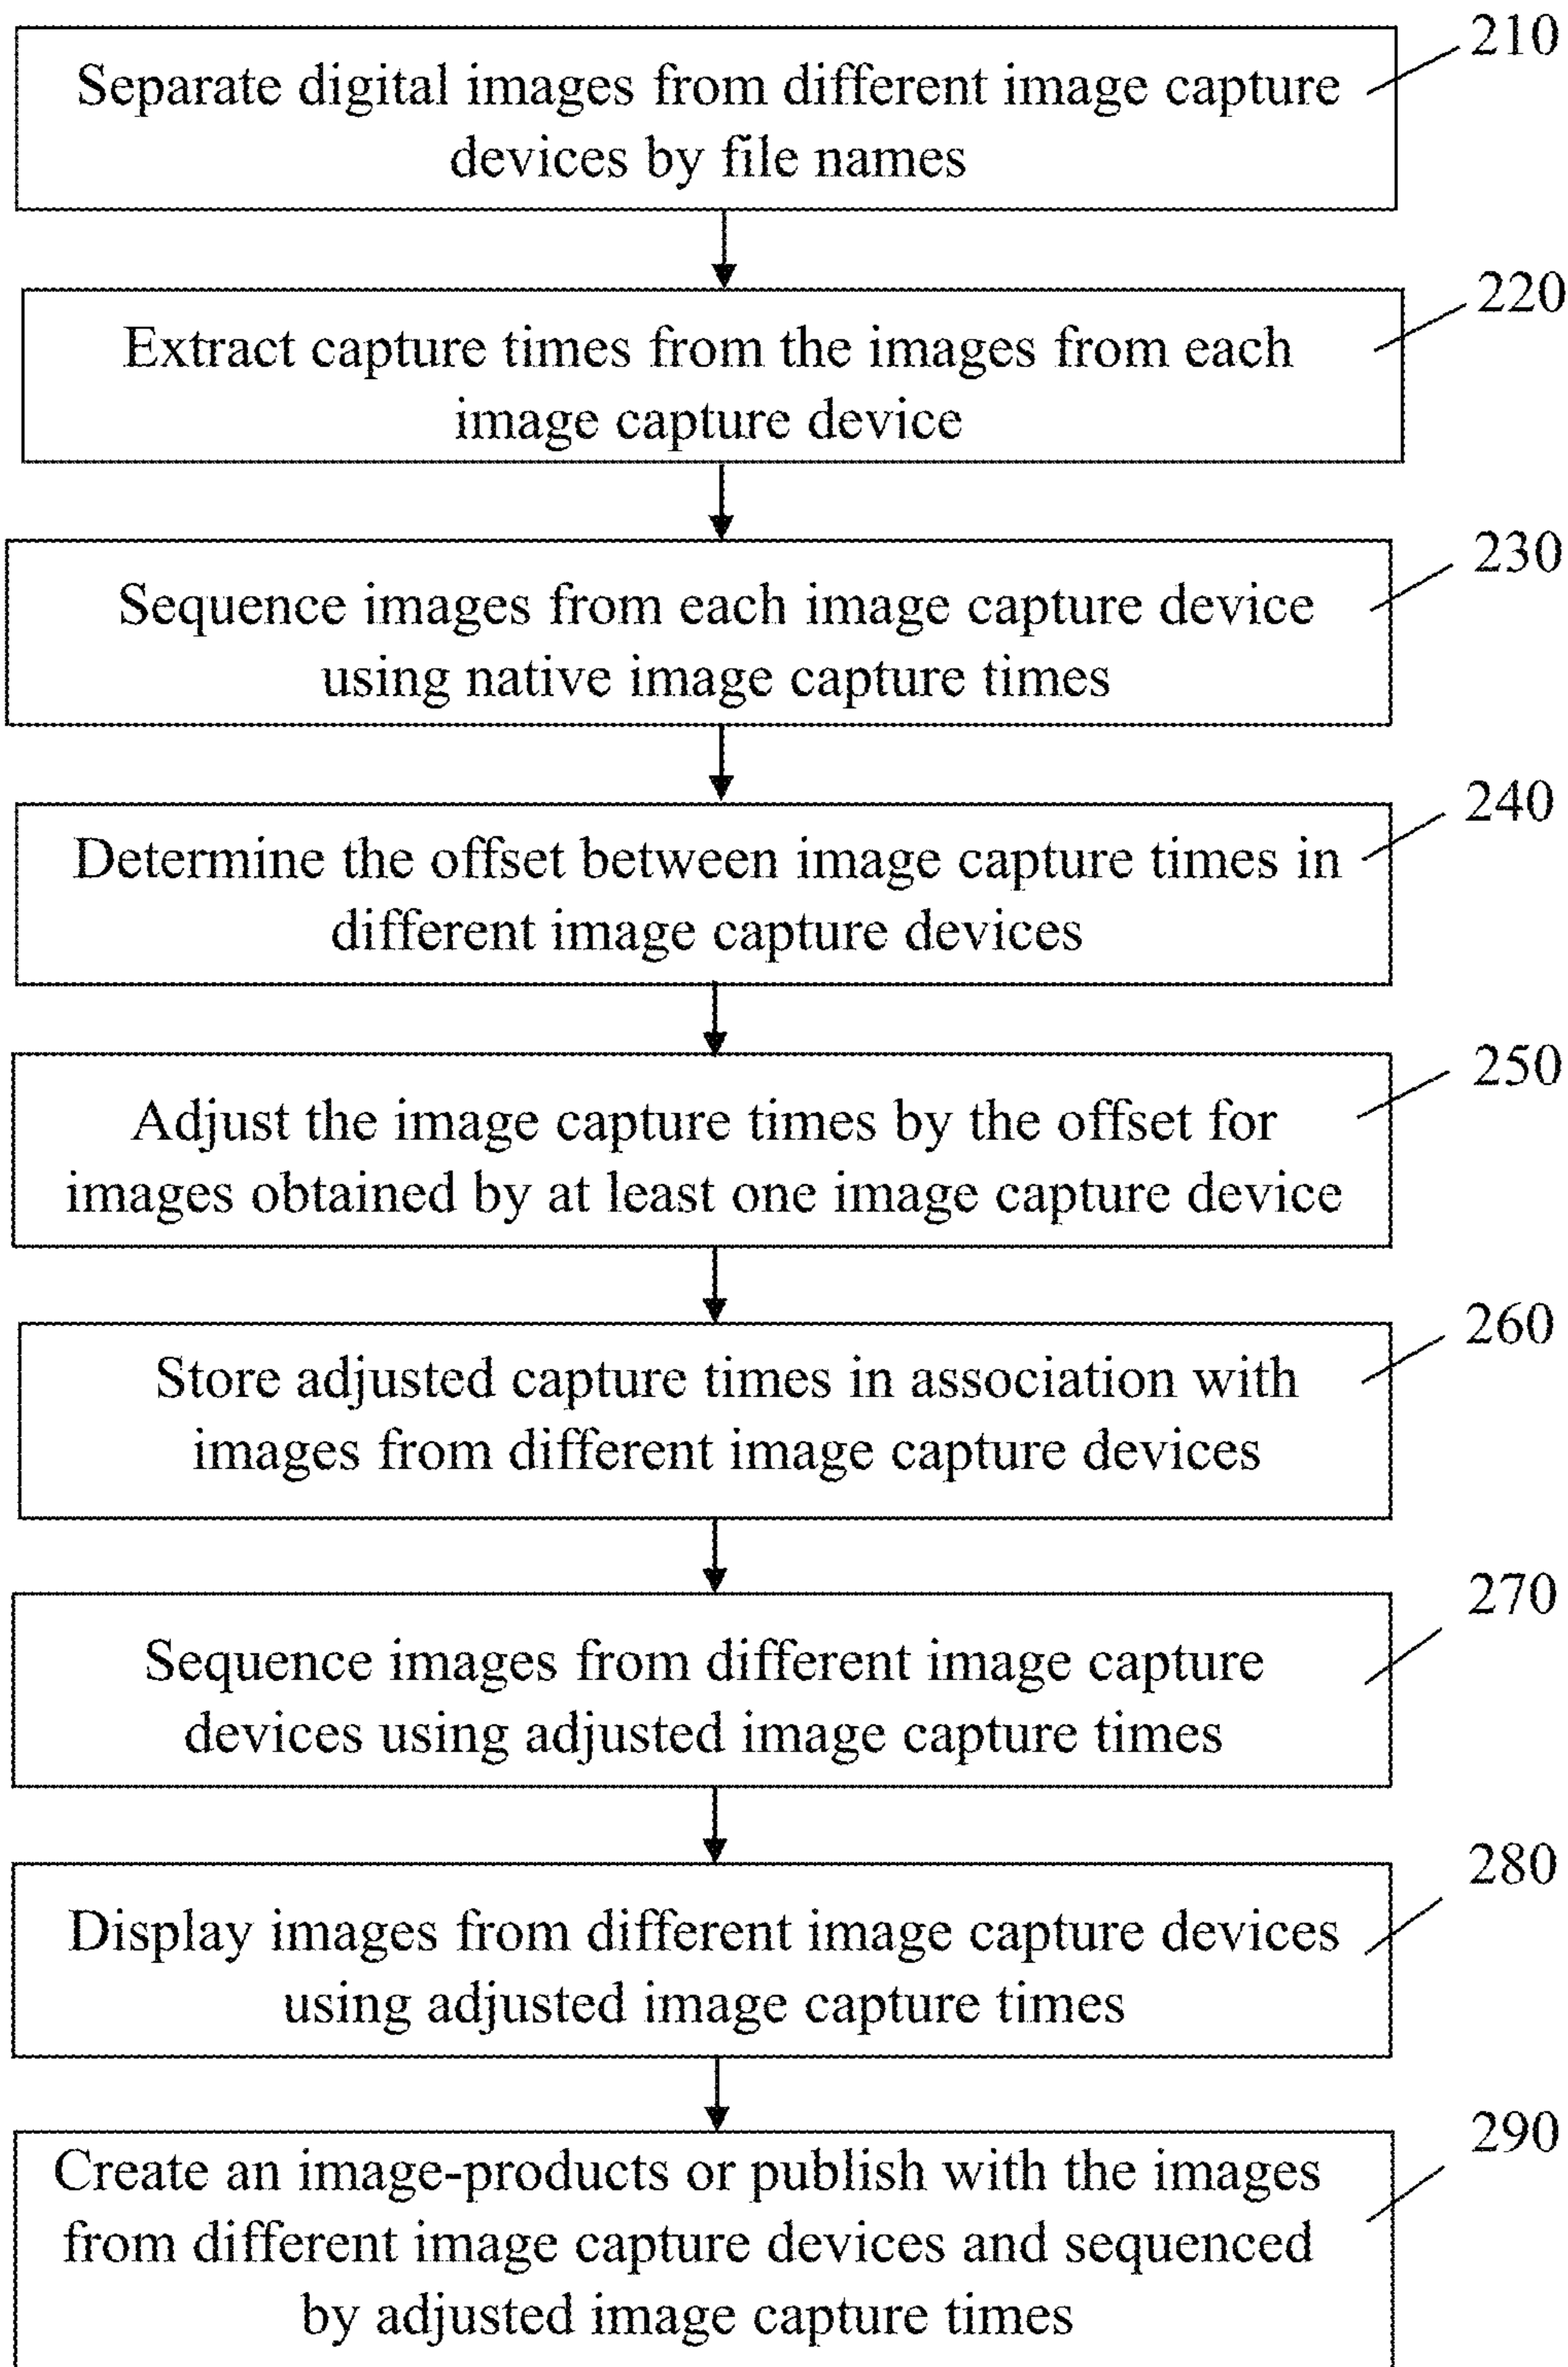 210
Separate digital images from different image capture
devices by file names
220
Extract capture times from the images from each
image capture device
230
Sequence images from each image capture device
using native image capture times
240
Determine the offset between image capture times in
different image capture devices
250
Adjust the image capture times by the offset for
images obtained by at least one image capture device
260
Store adjusted capture times in association with
images from different image capture devices
270
Sequence images from different image capture
devices using adjusted image capture times
280
Display images from different image capture devices
using adjusted image capture times
290
Create an image-products or publish with the images
from different image capture devices and sequenced
by adjusted image capture times